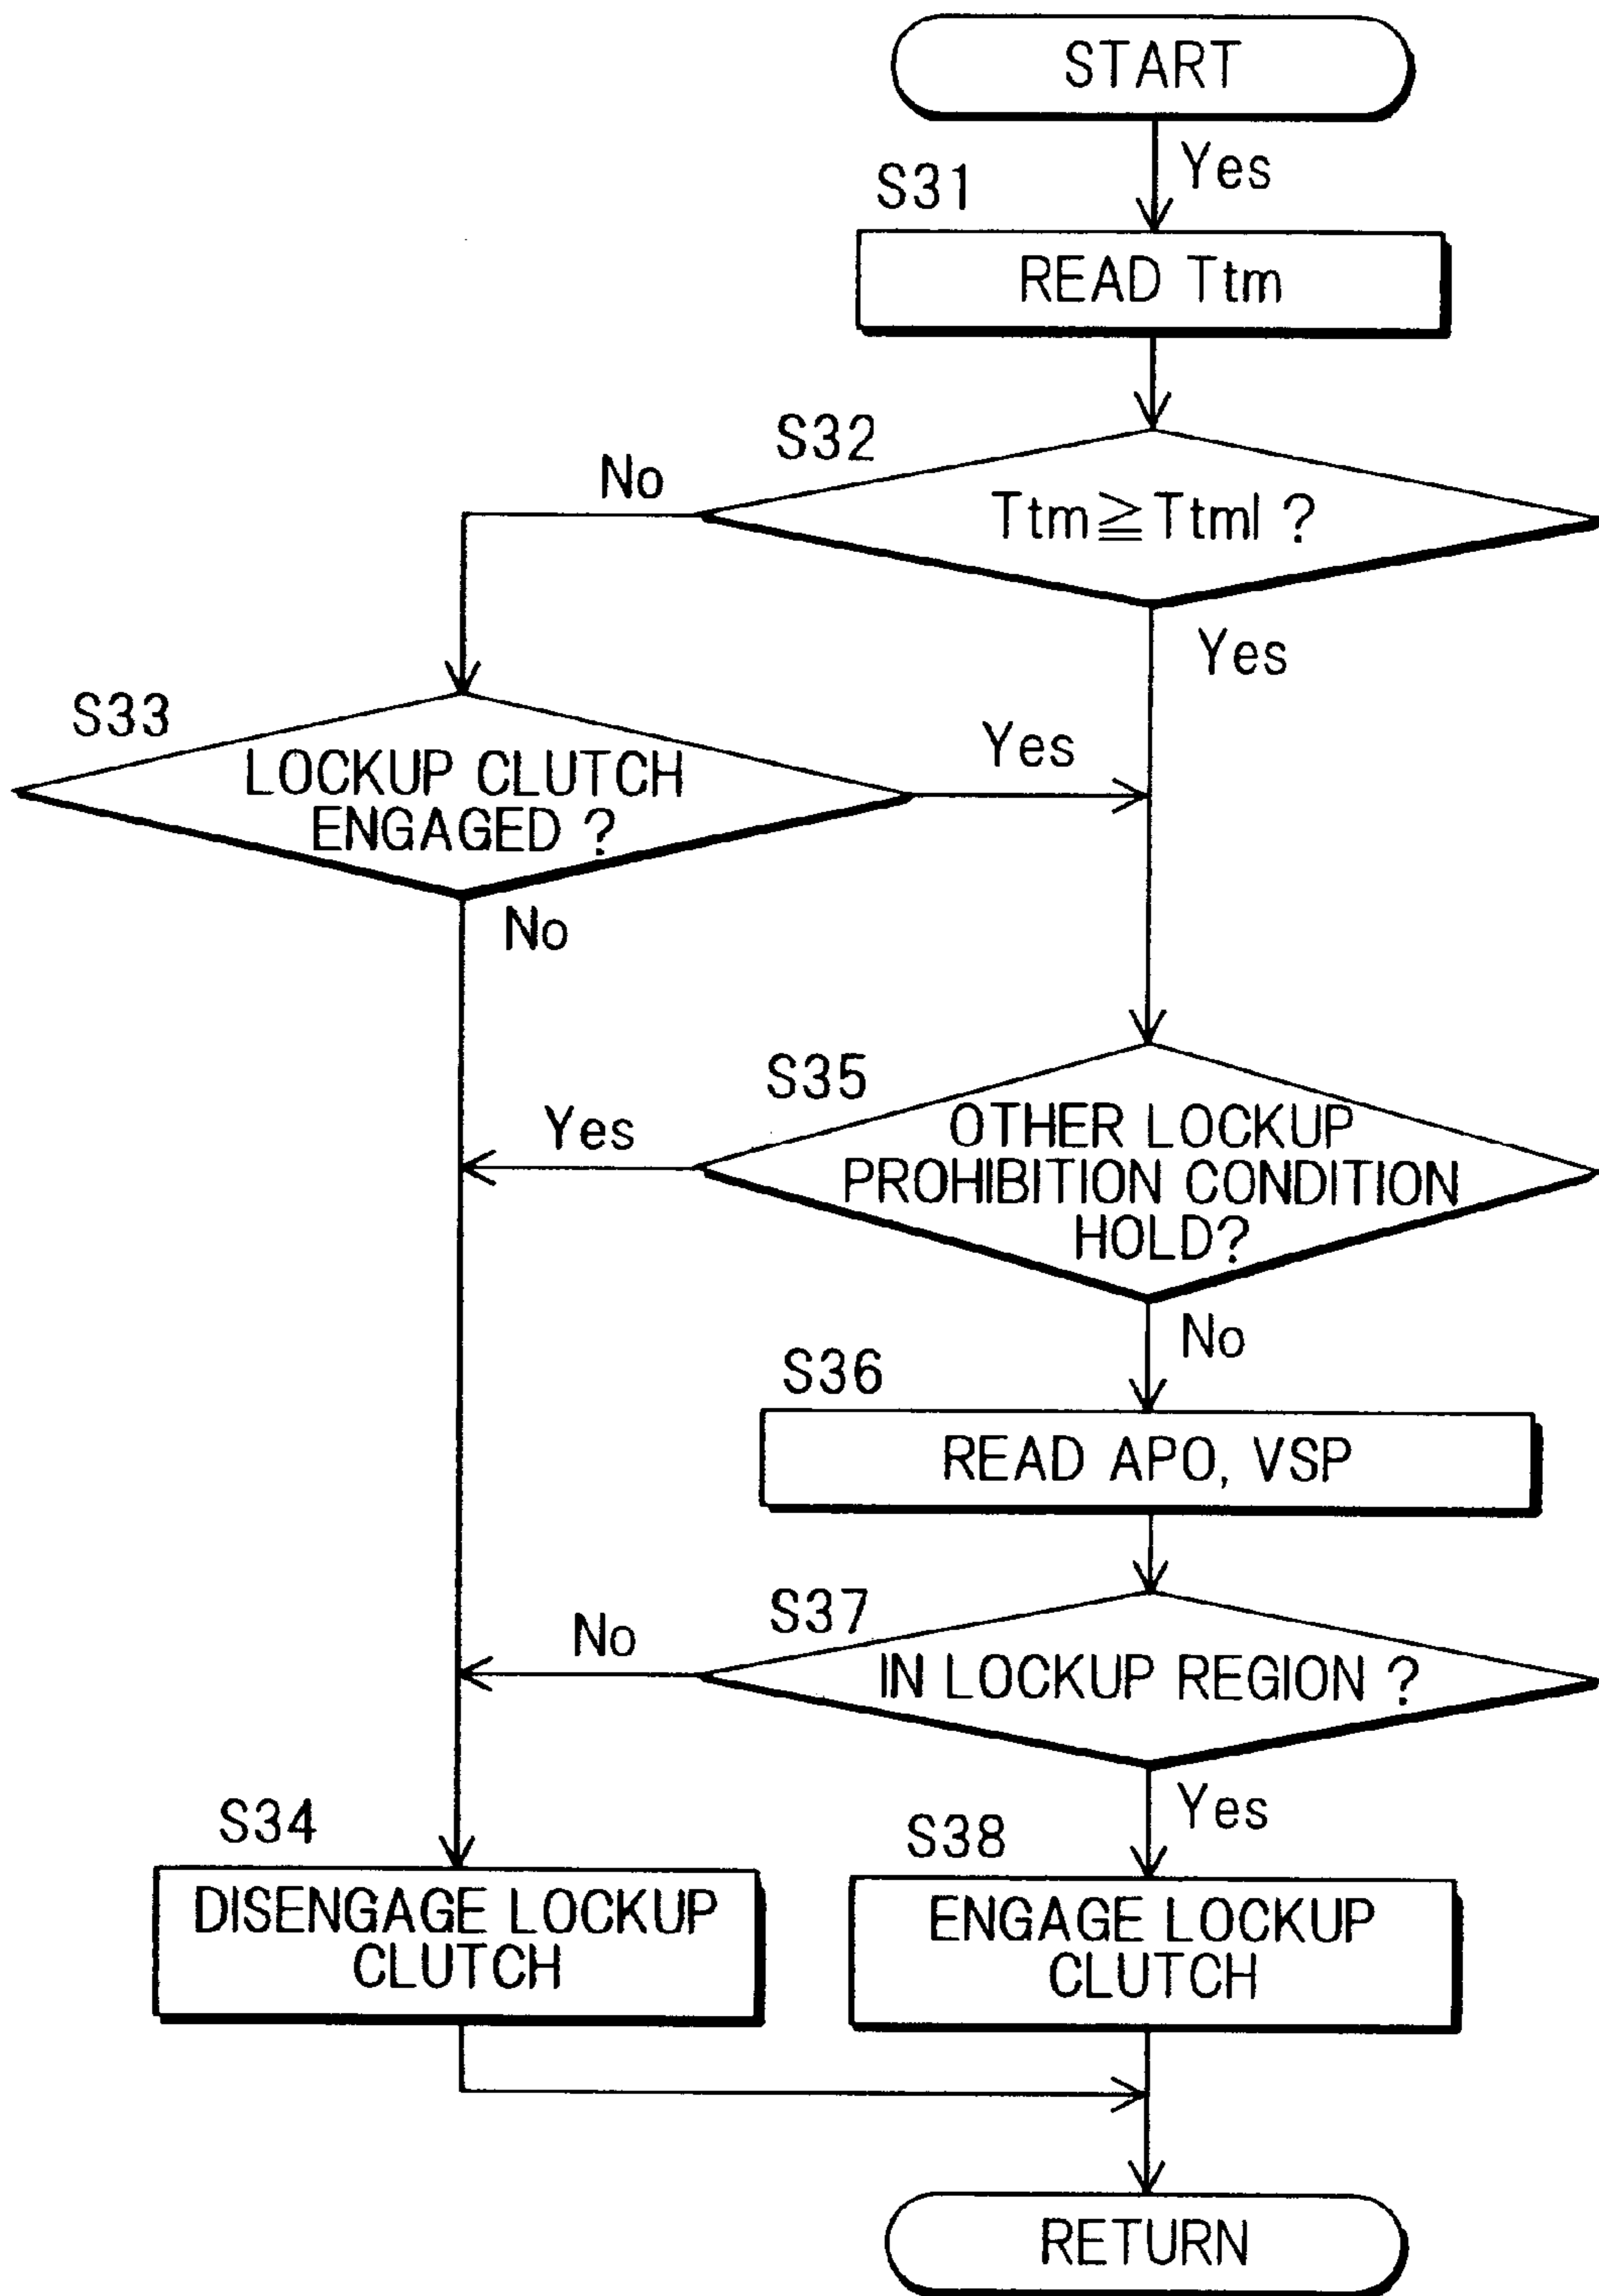 START
Yes
S31
READ Ttm
S32
No
Ttm≧Ttml ?
Yes
S33
LOCKUP CLUTCH
ENGAGED ?
Yes
No
S35
Yes
OTHER LOCKUP
PROHIBITION CONDITION
HOLD?
No
S36
READ APO, VSP
S37
No
IN LOCKUP REGION ?
Yes
S34
DISENGAGE LOCKUP
CLUTCH
S38
ENGAGE LOCKUP
CLUTCH
RETURN